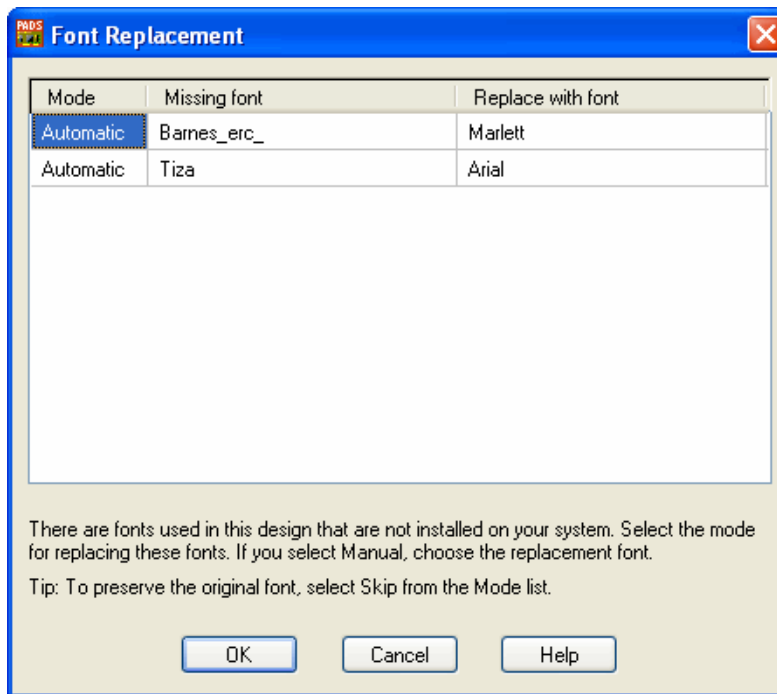 PADS
Font Replacement
Mode Missing font Replace with font
Automatic Barnes_erc_ Marlett
Automatic Tiza Arial
There are fonts used in this design that are not installed on your system. Select the mode
for replacing these fonts. If you select Manual, choose the replacement font.
Tip: To preserve the original font, select Skip from the Mode list.
OK Cancel Help